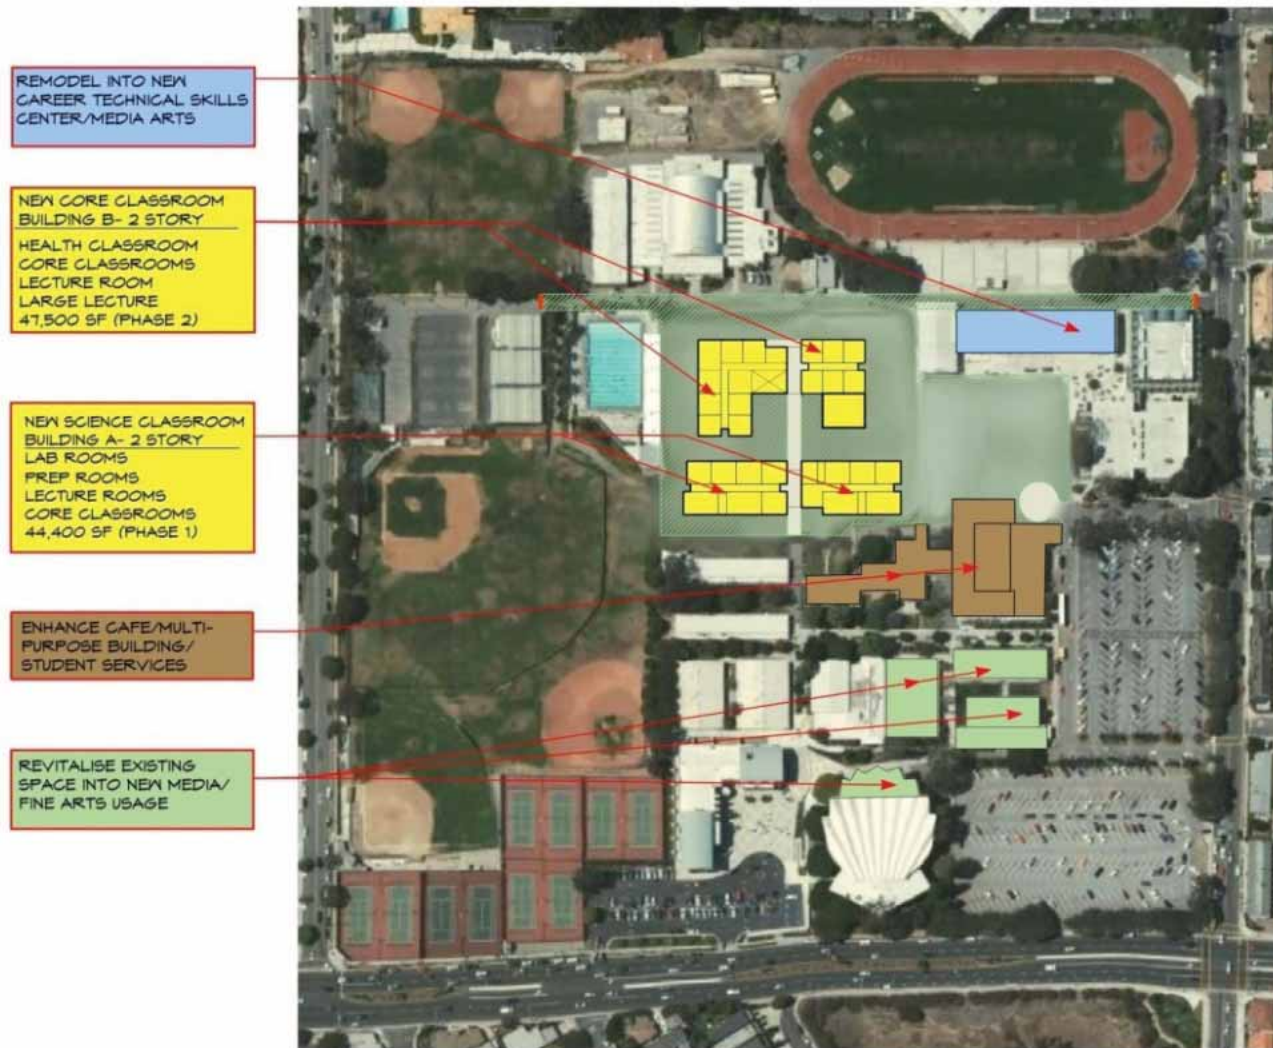 REMODEL INTO NEW
CAREER TECHNICAL SKILLS
CENTER/MEDIA ARTS
NEW CORE CLASSROOM
BUILDING B- 2 STORY
HEALTH CLASSROOM
CORE CLASSROOMS
LECTURE ROOM
LARGE LECTURE
47,500 SF (PHASE 2)
NEW SCIENCE CLASSROOM
BUILDING A- 2 STORY
LAB ROOMS
PREP ROOMS
LECTURE ROOMS
CORE CLASSROOMS
44,400 SF (PHASE 1)
ENHANCE CAFE/MULTI-
PURPOSE BUILDING/
STUDENT SERVICES
REVITALISE EXISTING
SPACE INTO NEW MEDIA/
FINE ARTS USAGE